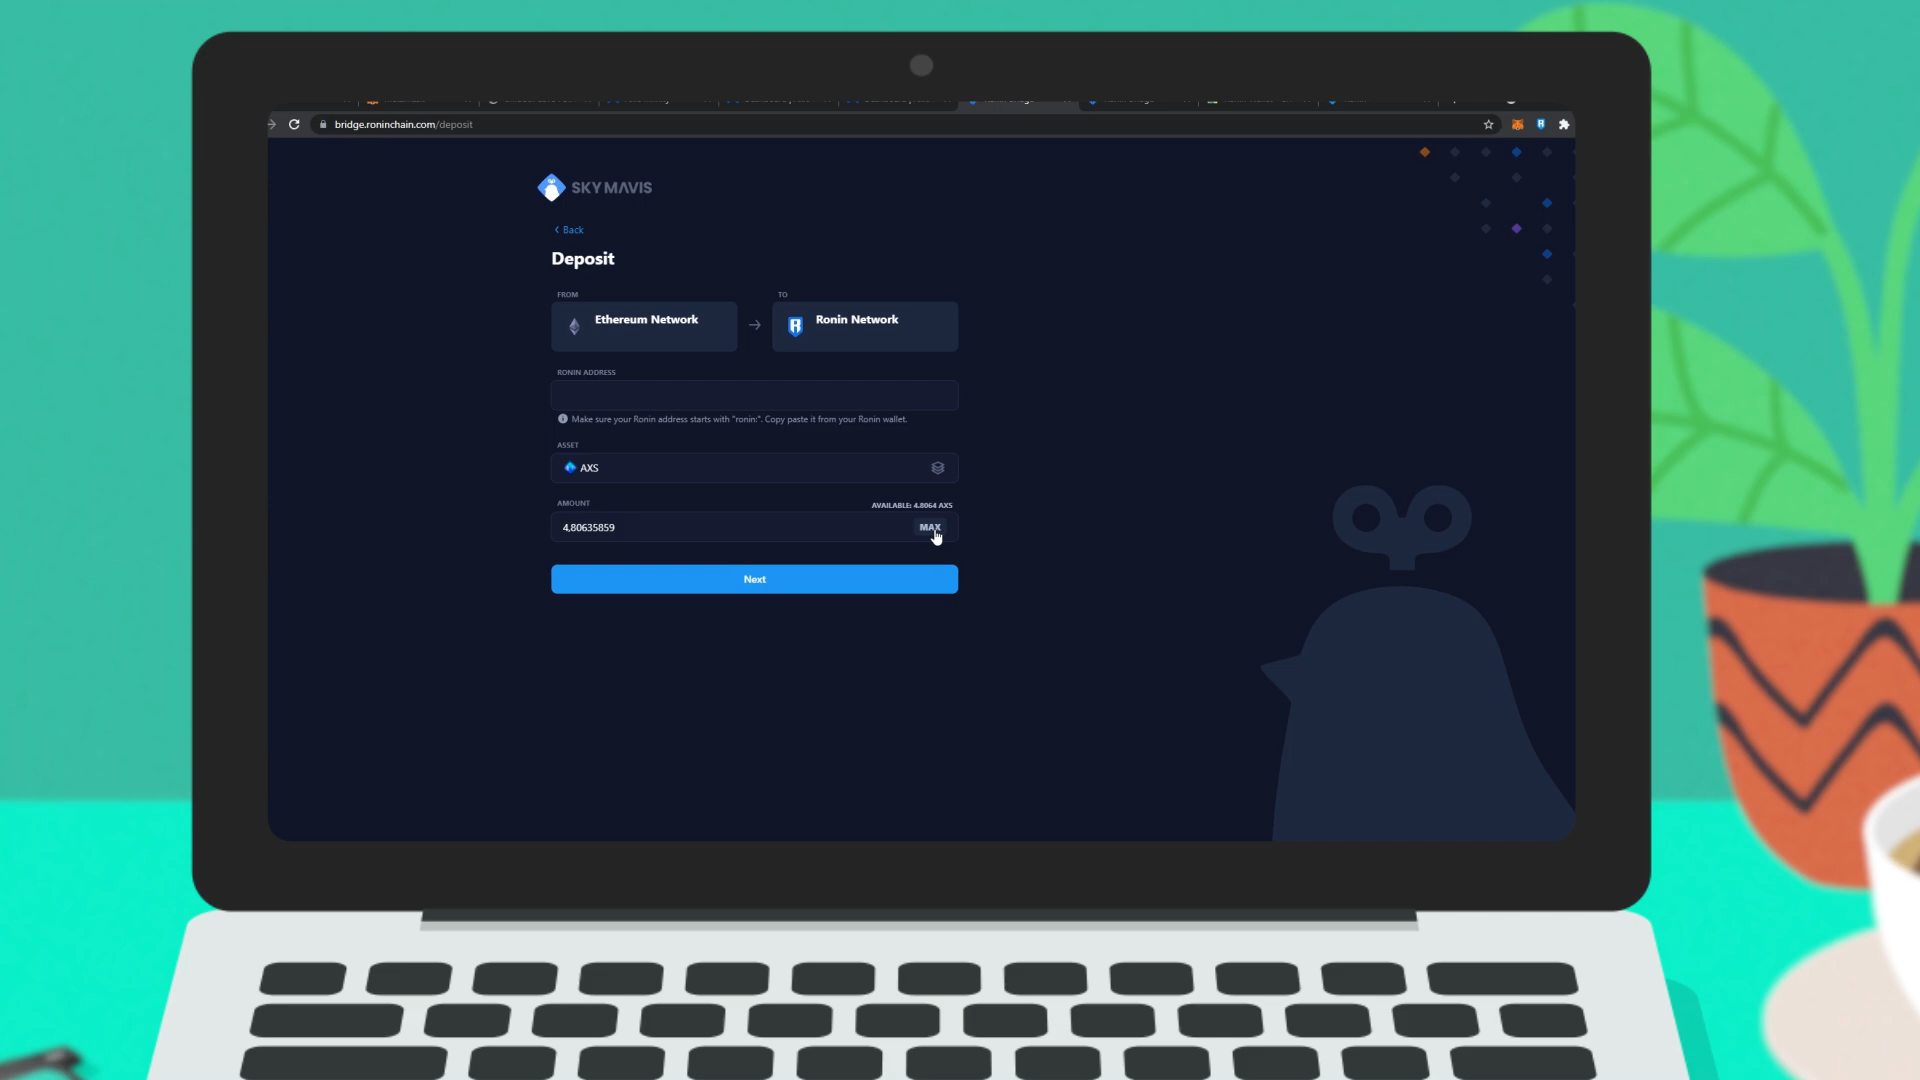 bridge.roninchain.com/deposit
SKY MAVIS
Back
Deposit
FROM
TO
Ethereum Network
Ronin Network
RONIN ADDRESS
Make sure your Ronin address starts with "ronin:". Copy paste it from your Ronin wallet.
ASSET
AXS
AMOUNT
AVAILABLE: 4.8064 AXS
4,80635859
MAX
Next